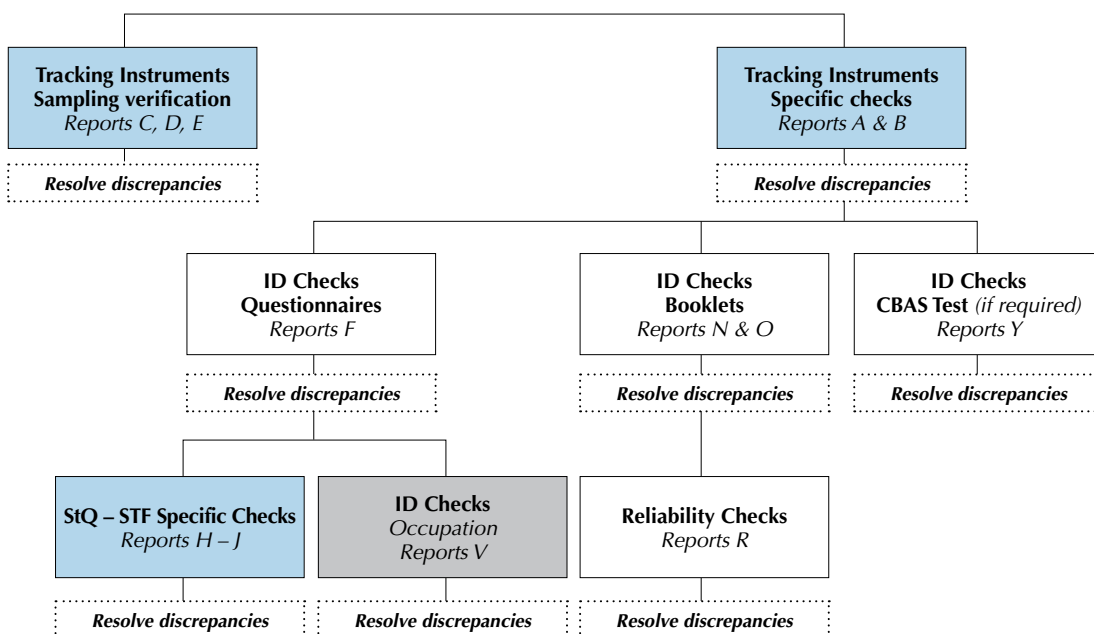 Tracking Instruments
Sampling verification
Reports C, D, E
Resolve discrepancies
Tracking Instruments
Specific checks
Reports A & B
Resolve discrepancies
ID Checks
Questionnaires
Reports F
Resolve discrepancies
ID Checks
Booklets
Reports N & O
Resolve discrepancies
ID Checks
CBAS Test (if required)
Reports Y
Resolve discrepancies
StQ – STF Specific Checks
Reports H – J
Resolve discrepancies
ID Checks
Occupation
Reports V
Resolve discrepancies
Reliability Checks
Reports R
Resolve discrepancies